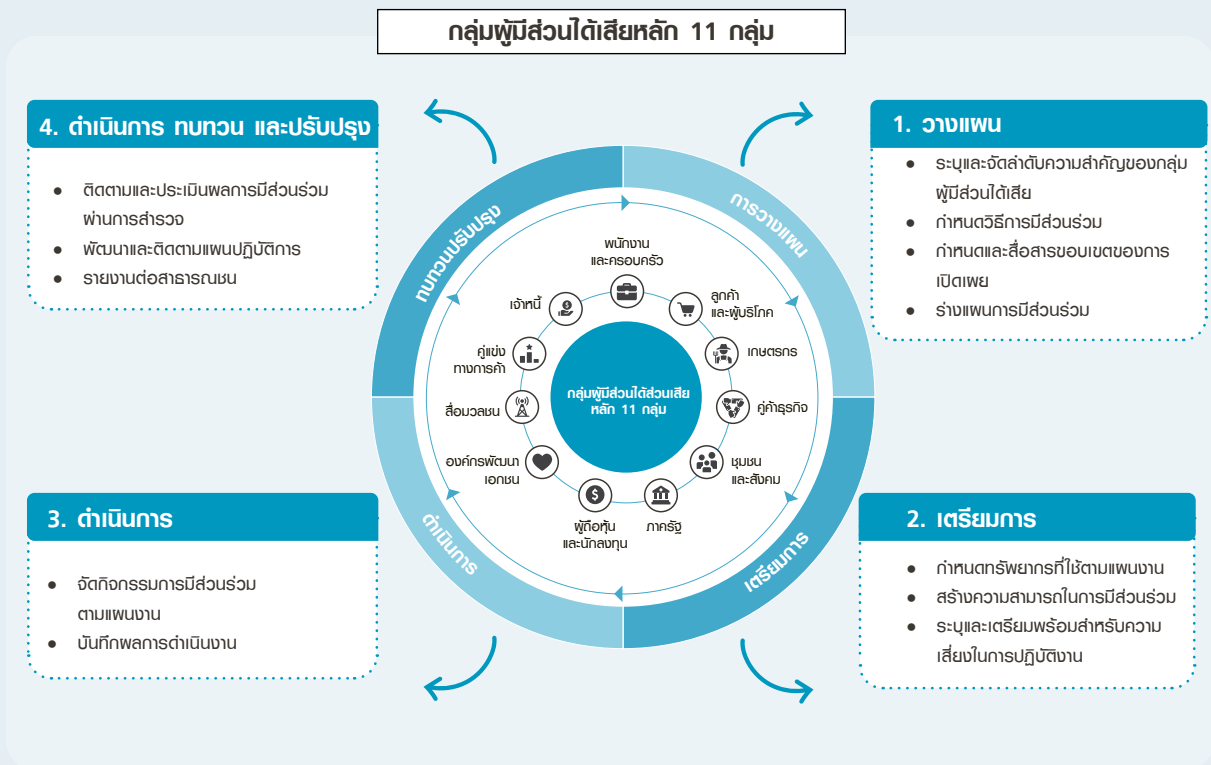 กลุ่มผู้มีส่วนได้เสียหลัก 11 กลุ่ม
4. ดำเนินการ ทบทวน และปรับปรุง
• ติดตามและประเมินผลการมีส่วนร่วม
ผ่านการสำรวจ
• พัฒนาและติดตามแผนปฏิบัติการ
• รายงานต่อสาธารณชน
1. วางแผน
• ระบุและจัดลำดับความสำคัญของกลุ่ม
ผู้มีส่วนได้เสีย
• กำหนดวิธีการมีส่วนร่วม
• กำหนดและสื่อสารขอบเขตของการ
เปิดเผย
• ร่างแผนการมีส่วนร่วม
ทบทวนปรับปรุง
การวางแผน
พนักงาน
และครอบครัว
เจ้าหนี้
ลูกค้า
และผู้บริโภค
คู่แข่ง
ทางการค้า
เกษตรกร
กลุ่มผู้มีส่วนได้ส่วนเสีย
หลัก 11 กลุ่ม
สื่อมวลชน
คู่ค้าธุรกิจ
องค์กรพัฒนา
เอกชน
ชุมชน
และสังคม
ผู้ถือหุ้น
และนักลงทุน
ภาครัฐ
ดำเนินการ
เตรียมการ
3. ดำเนินการ
• จัดกิจกรรมการมีส่วนร่วม
ตามแผนงาน
• บันทึกผลการดำเนินงาน
2. เตรียมการ
• กำหนดทรัพยากรที่ใช้ตามแผนงาน
• สร้างความสามารถในการมีส่วนร่วม
• ระบุและเตรียมพร้อมสำหรับความ
เสี่ยงในการปฏิบัติงาน